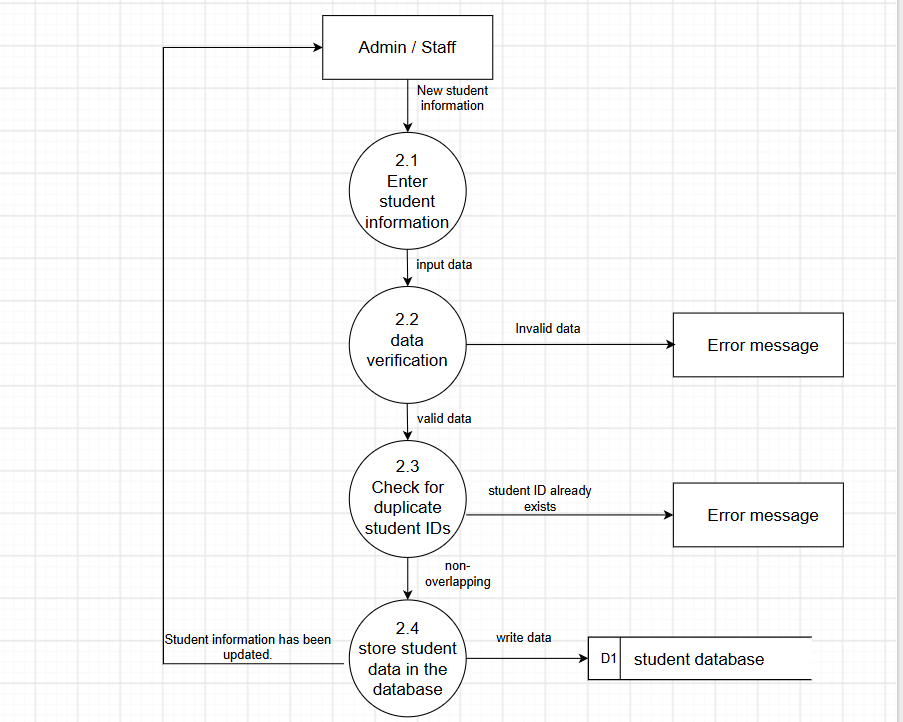 Admin / Staff
New student
information
2.1
Enter
student
information
input data
2.2
data
verification
Invalid data
Error message
valid data
2.3
Check for
duplicate
student IDs
student ID already
exists
Error message
non-
overlapping
2.4
store student
data in the
database
write data
D1
student database
Student information has been
updated.